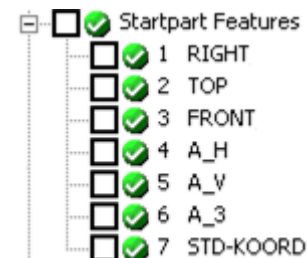 Startpart Features
1 RIGHT
2 TOP
3 FRONT
4 A_H
5 A_V
6 A_3
7 STD-KOORD